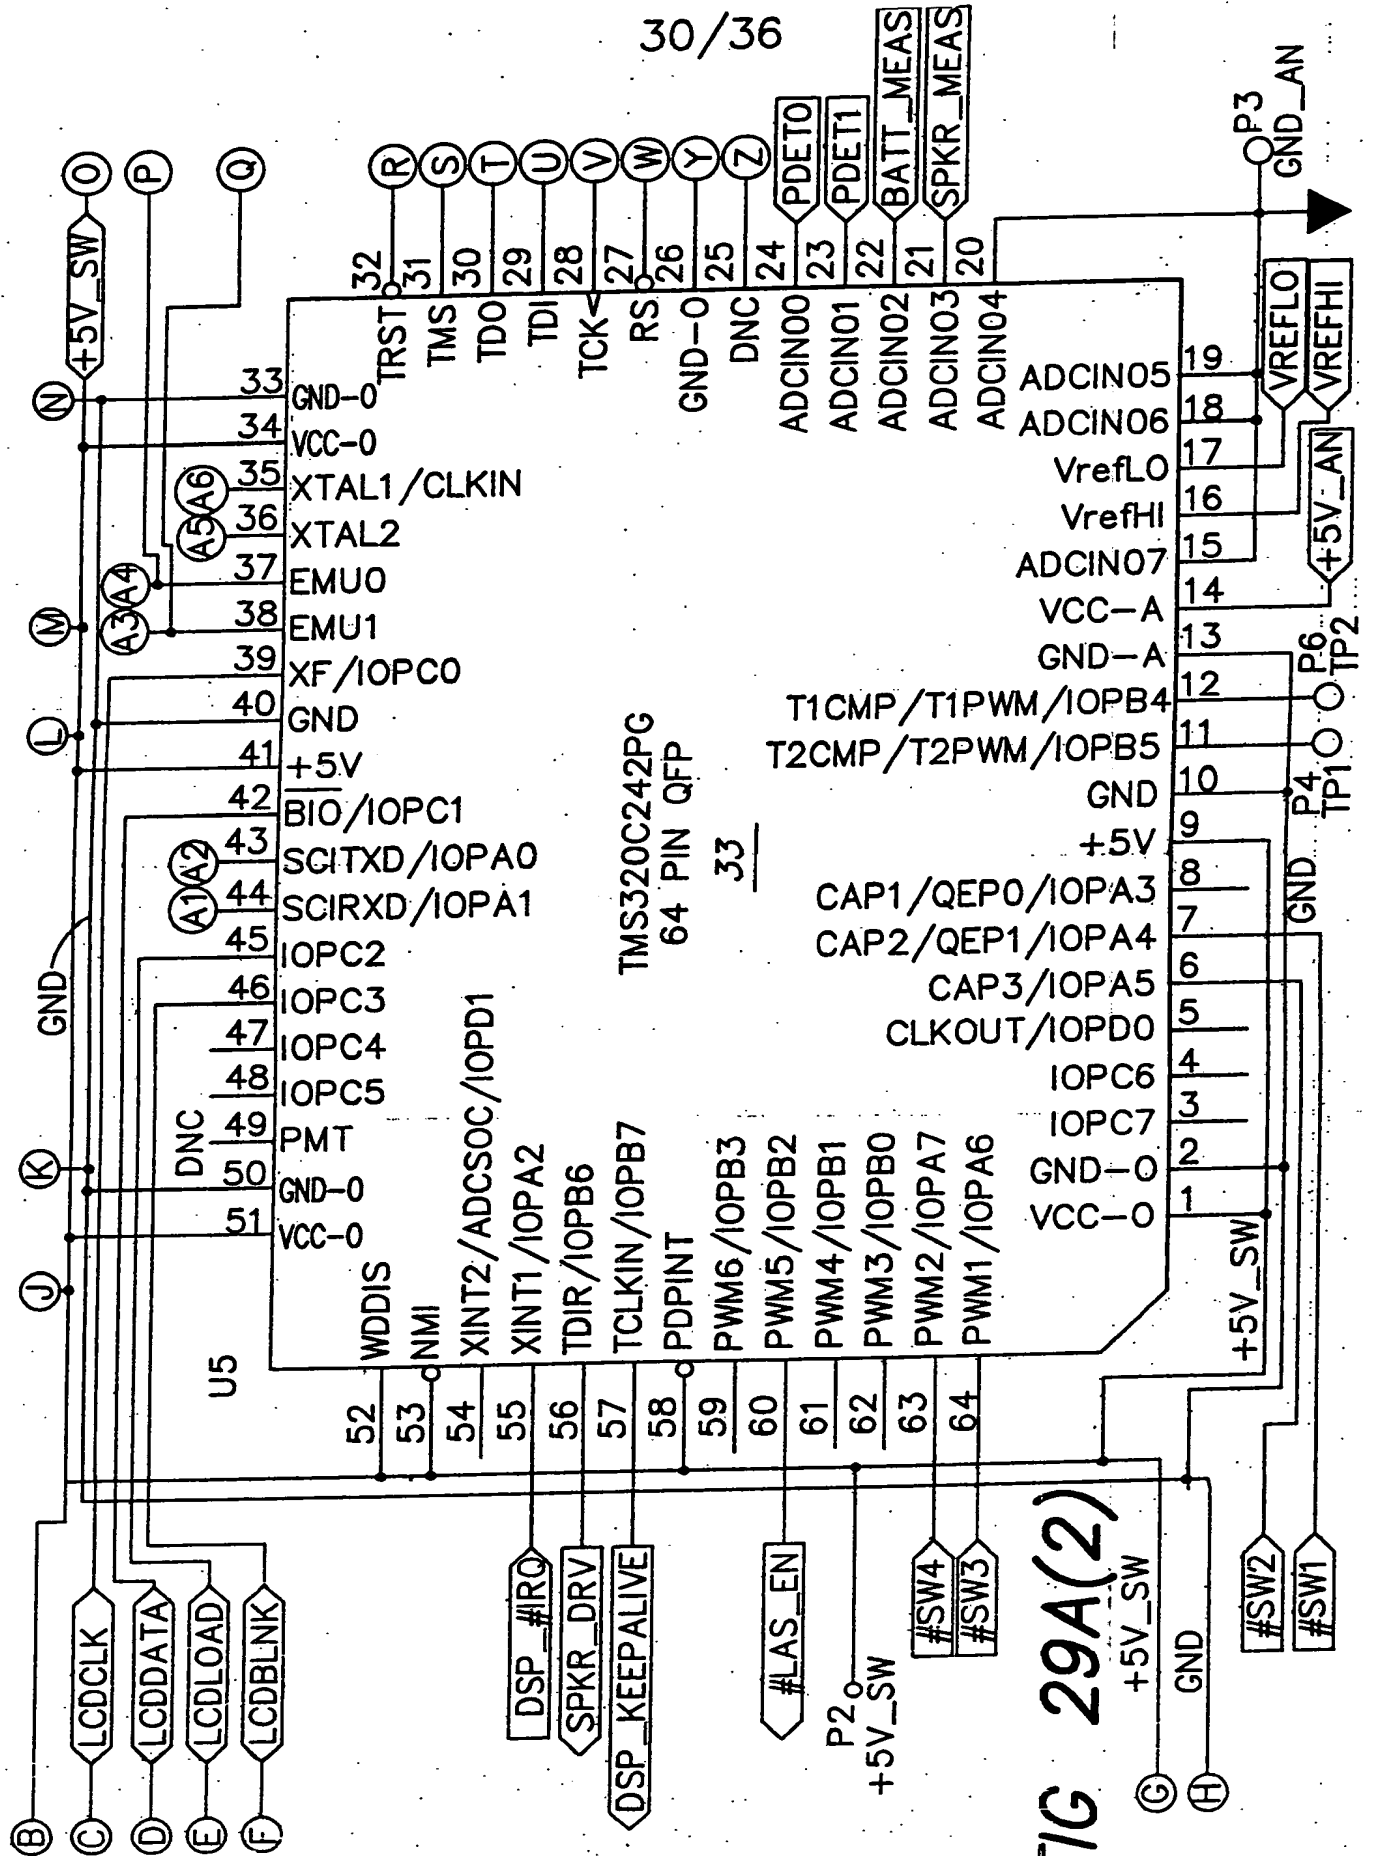 30/36
B
C
LCDCLK
D
LCDDATA
E
LCDLOAD
F
LCDBLNK
J
K
L
M
N
O
+5V_SW
P
Q
GND
U5
TMS320C242PG
64 PIN QFP
33
33 GND-0
34 VCC-0
A6 35 XTAL1/CLKIN
A5 36 XTAL2
A4 37 EMU0
A3 38 EMU1
39 XF/IOPC0
40 GND
41 +5V
42 BIO/IOPC1
A2 43 SCITXD/IOPA0
A1 44 SCIRXD/IOPA1
45 IOPC2
46 IOPC3
47 IOPC4
48 IOPC5
DNC 49 PMT
50 GND-0
51 VCC-0
R 32 TRST
S 31 TMS
T 30 TDO
U 29 TDI
V 28 TCK
W 27 RS
Y 26 GND-0
Z 25 DNC
PDET0 24 ADCIN00
PDET1 23 ADCIN01
BATT_MEAS 22 ADCIN02
SPKR_MEAS 21 ADCIN03
20 ADCIN04
ADCIN05 19
ADCIN06 18
VrefLO 17
VREFLO
VrefHI 16
VREFHI
ADCIN07 15
VCC-A 14
+5V_AN
GND-A 13
T1CMP/T1PWM/IOPB4 12
P6
TP2
T2CMP/T2PWM/IOPB5 11
P4
TP1
GND 10
GND
+5V 9
CAP1/QEP0/IOPA3 8
CAP2/QEP1/IOPA4 7
CAP3/IOPA5 6
CLKOUT/IOPD0 5
IOPC6 4
IOPC7 3
GND-0 2
VCC-0 1
+5V_SW
P3
GND_AN
WDDIS 52
NMI 53
XINT2/ADCSOC/IOPD1 54
XINT1/IOPA2 55
DSP_#IRQ
TDIR/IOPB6 56
SPKR_DRV
TCLKIN/IOPB7 57
DSP_KEEPALIVE
PDPINT 58
PWM6/IOPB3 59
PWM5/IOPB2 60
#LAS_EN
PWM4/IOPB1 61
PWM3/IOPB0 62
PWM2/IOPA7 63
#SW4
PWM1/IOPA6 64
#SW3
P2
+5V_SW
+5V_SW
G
GND
H
#SW2
#SW1
29A(2)